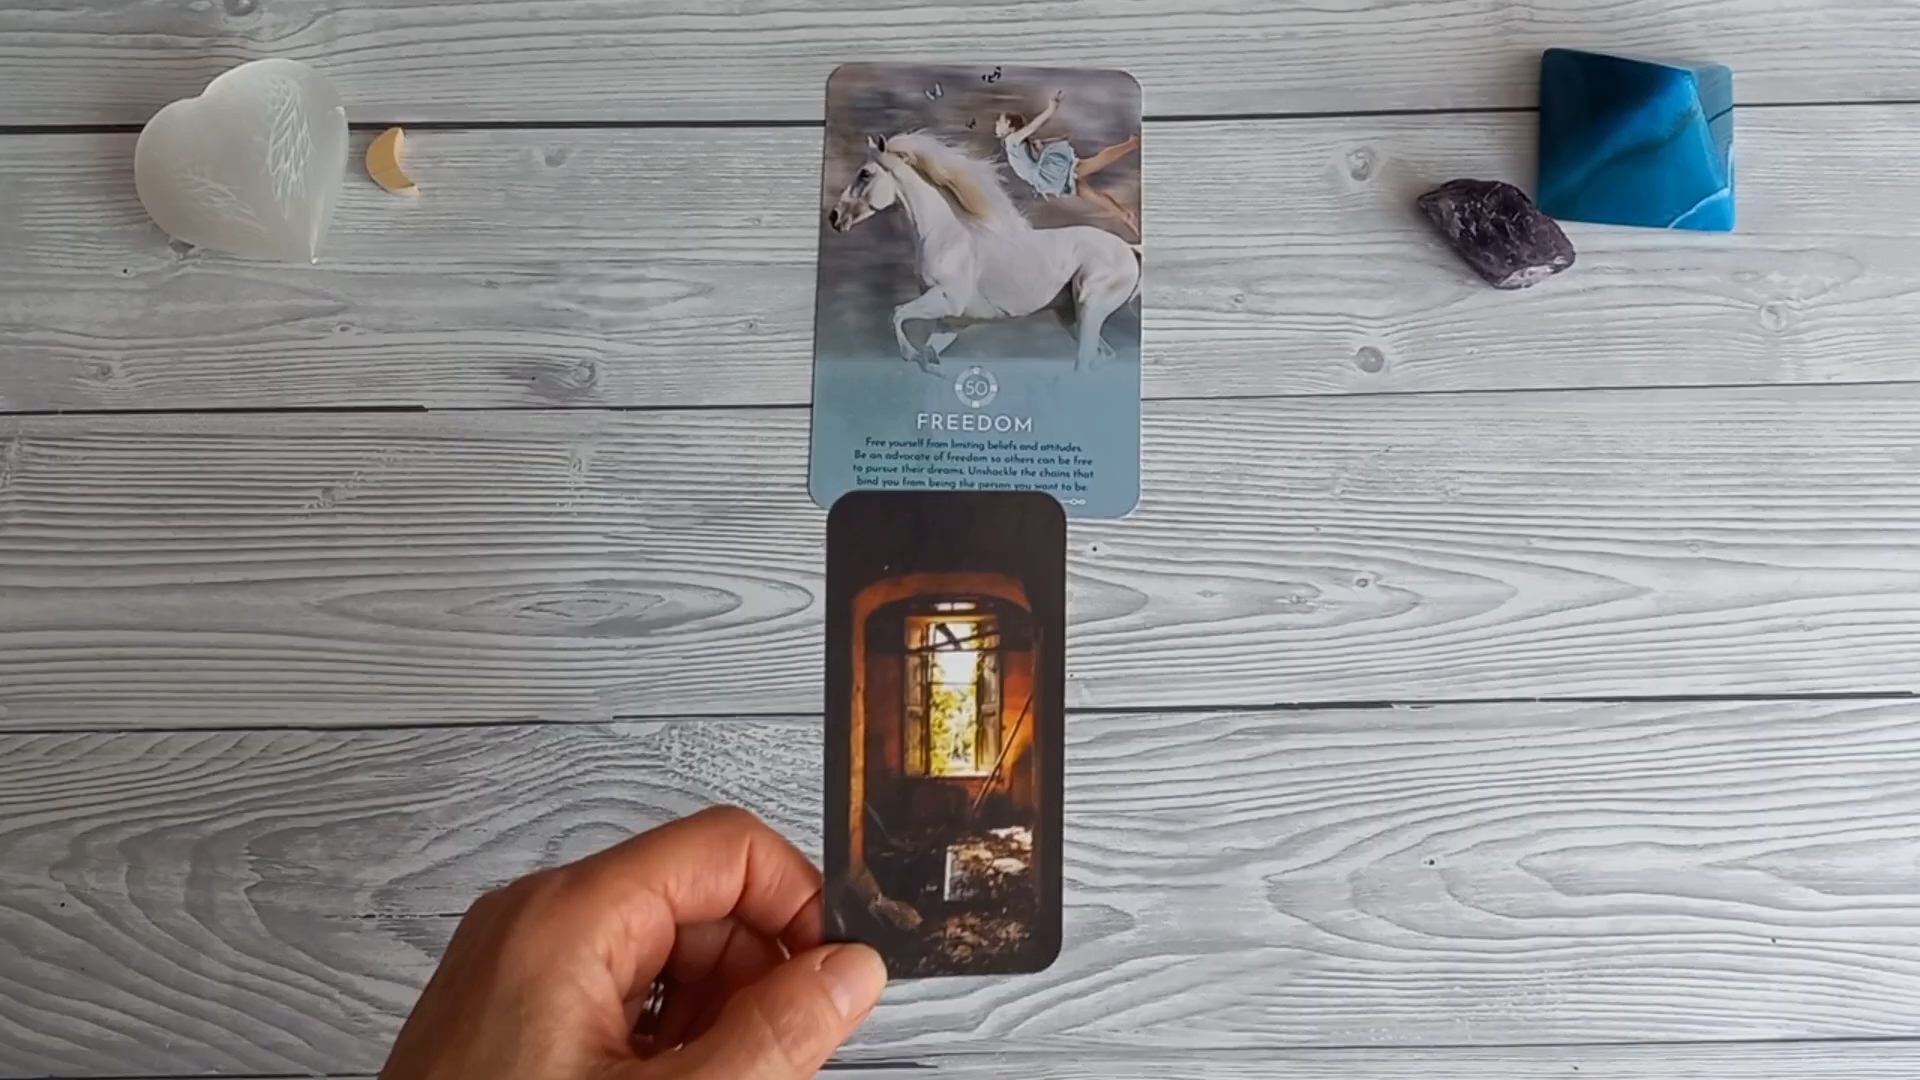 50
FREEDOM
Free yourself from limiting beliefs and attitudes.
Be an advocate of freedom so others can be free
to pursue their dreams. Unshackle the chains that
bind you from being the person you want to be.